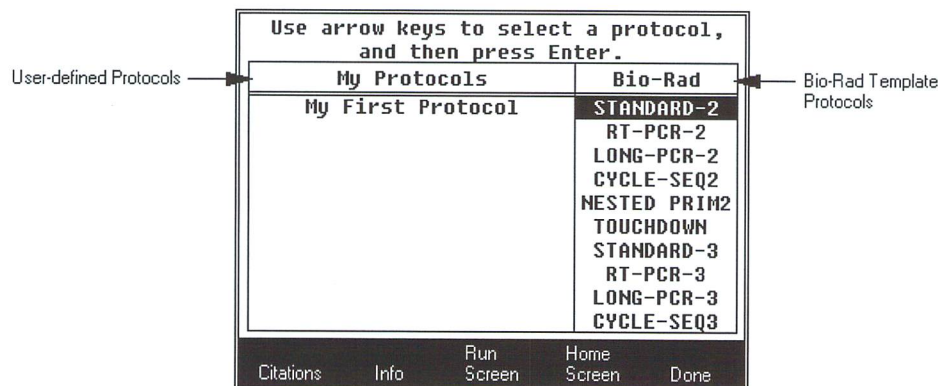 Use arrow keys to select a protocol,
and then press Enter.
User-defined Protocols
My Protocols
Bio-Rad
Bio-Rad Template
Protocols
My First Protocol
STANDARD-2
RT-PCR-2
LONG-PCR-2
CYCLE-SEQ2
NESTED PRIM2
TOUCHDOWN
STANDARD-3
RT-PCR-3
LONG-PCR-3
CYCLE-SEQ3
Citations
Info
Run
Screen
Home
Screen
Done